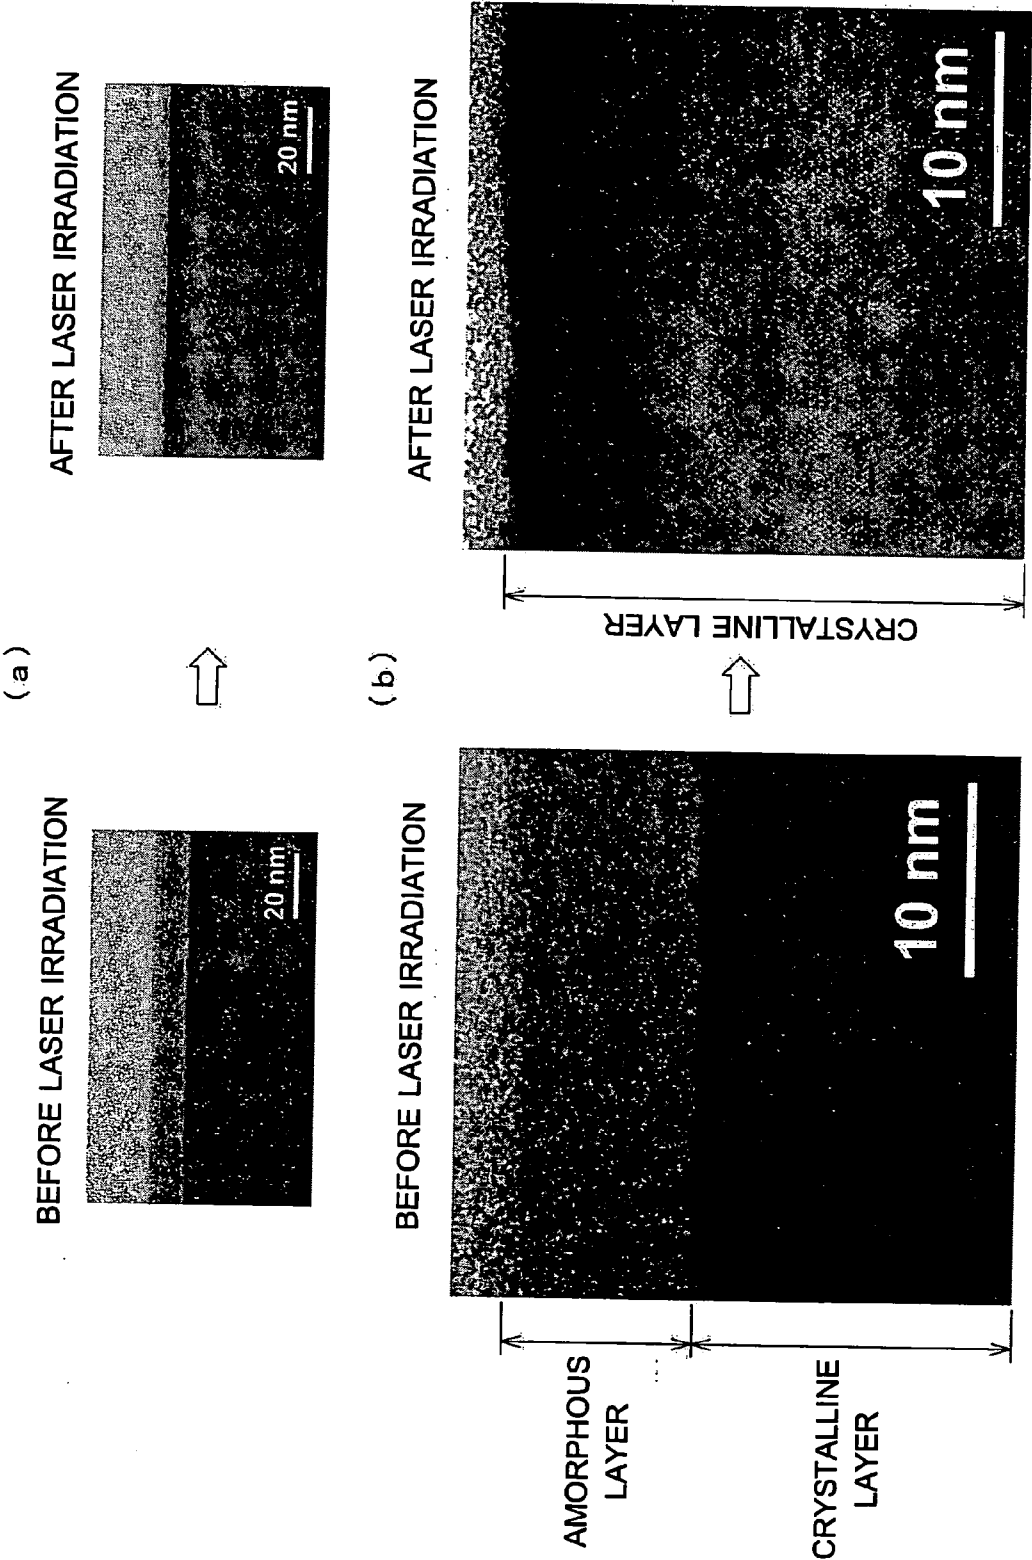 (a)
BEFORE LASER IRRADIATION
AFTER LASER IRRADIATION
20 nm
20 nm
(b)
BEFORE LASER IRRADIATION
AFTER LASER IRRADIATION
AMORPHOUS
LAYER
CRYSTALLINE
LAYER
10 nm
CRYSTALLINE LAYER
10 nm